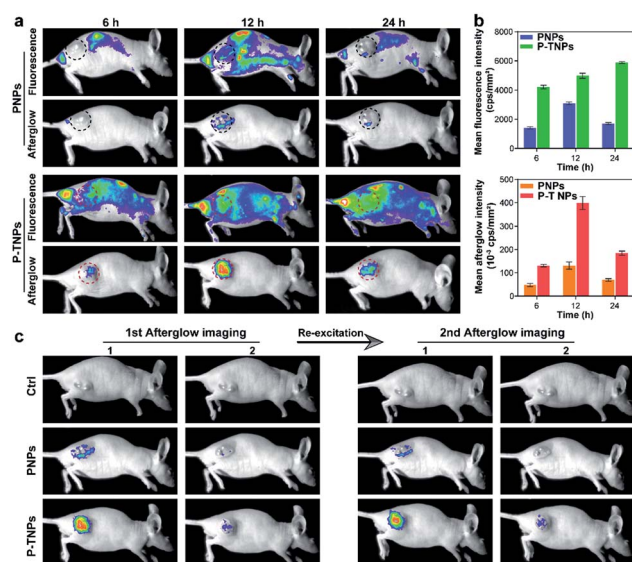 a
6 h 12 h 24 h
PNPs
Fluorescence
Afterglow
P-TNPs
Fluorescence
Afterglow
b
PNPs
P-TNPs
Mean fluorescence intensity
(cps/mm²)
8000
6000
4000
2000
0
6 12 24
Time (h)
PNPs
P-T NPs
Mean afterglow intensity
(10⁻³ cps/mm²)
500
400
300
200
100
0
6 12 24
Time (h)
c
1st Afterglow imaging Re-excitation 2nd Afterglow imaging
1 2 1 2
Ctrl
PNPs
P-TNPs